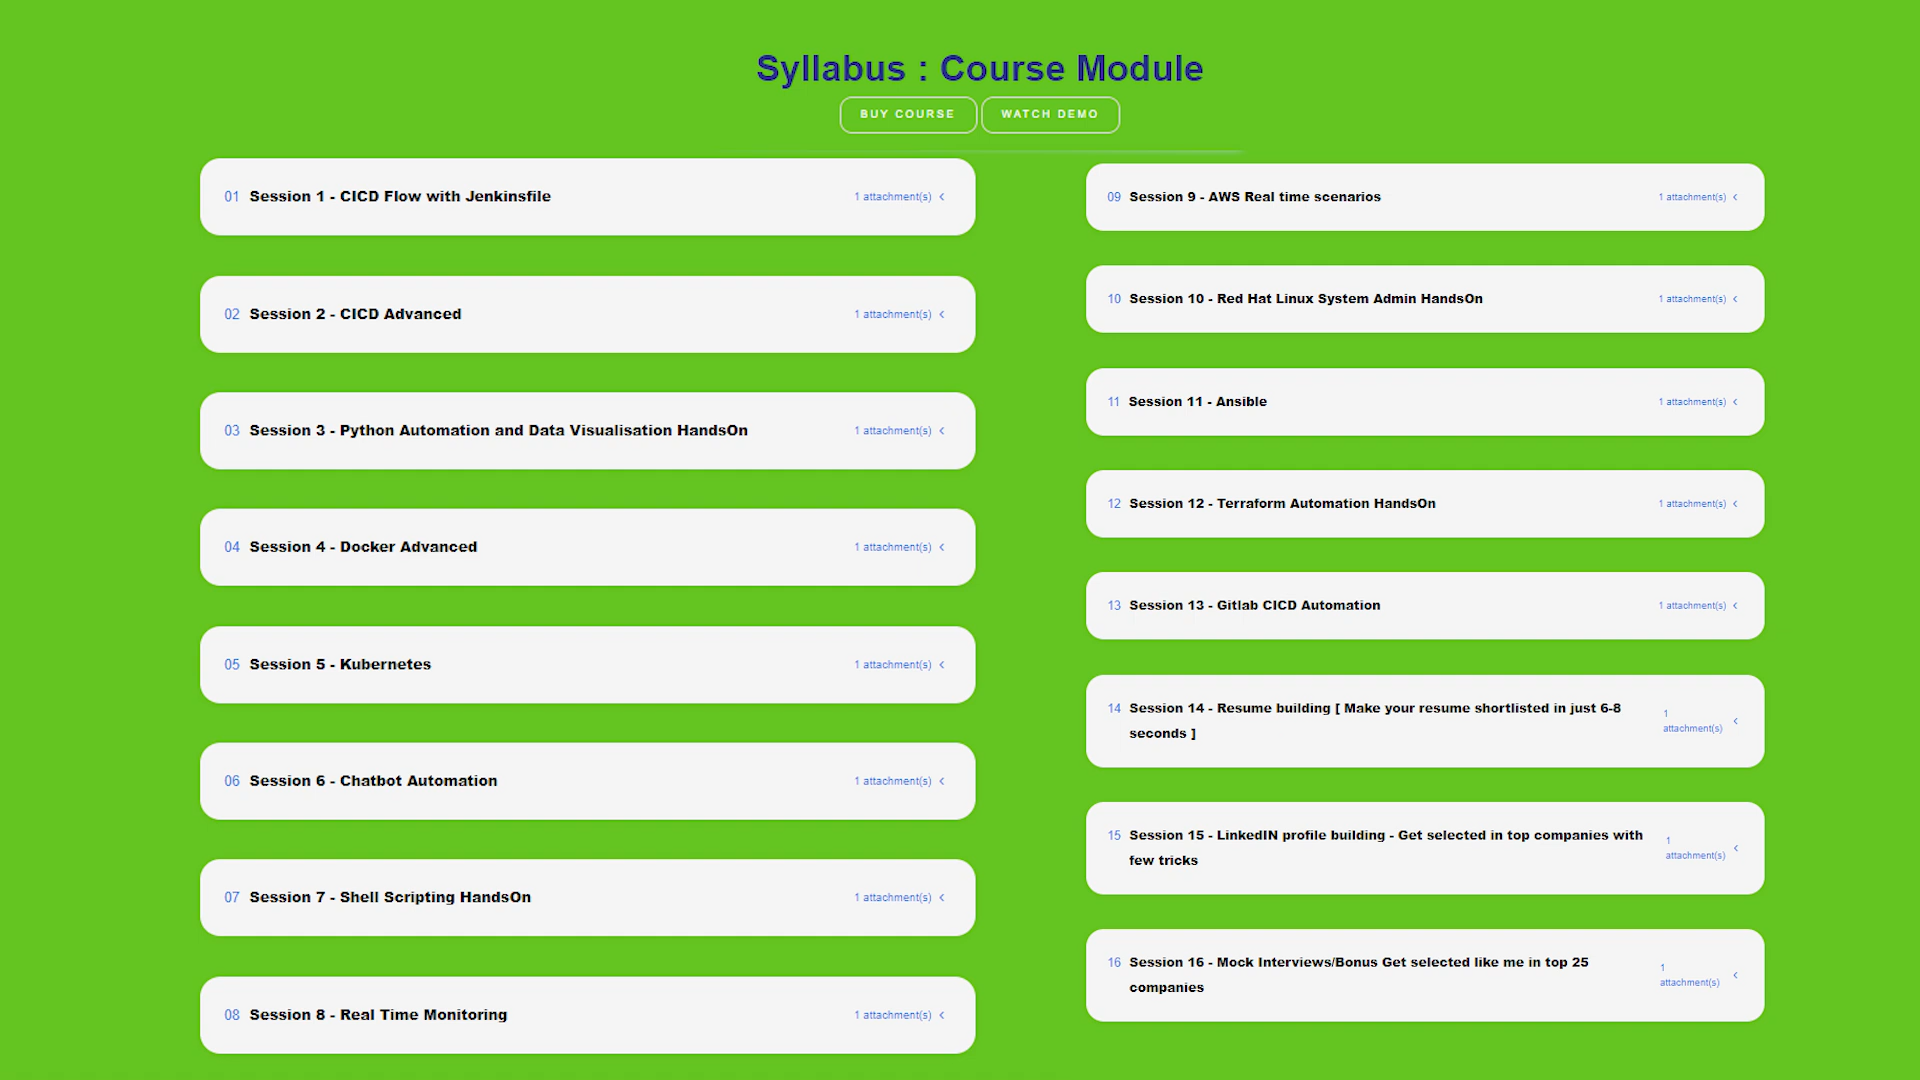 Syllabus : Course Module
BUY COURSE
WATCH DEMO
01 Session 1 - CICD Flow with Jenkinsfile 1 attachment(s)
02 Session 2 - CICD Advanced 1 attachment(s)
03 Session 3 - Python Automation and Data Visualisation HandsOn 1 attachment(s)
04 Session 4 - Docker Advanced 1 attachment(s)
05 Session 5 - Kubernetes 1 attachment(s)
06 Session 6 - Chatbot Automation 1 attachment(s)
07 Session 7 - Shell Scripting HandsOn 1 attachment(s)
08 Session 8 - Real Time Monitoring 1 attachment(s)
09 Session 9 - AWS Real time scenarios 1 attachment(s)
10 Session 10 - Red Hat Linux System Admin HandsOn 1 attachment(s)
11 Session 11 - Ansible 1 attachment(s)
12 Session 12 - Terraform Automation HandsOn 1 attachment(s)
13 Session 13 - Gitlab CICD Automation 1 attachment(s)
14 Session 14 - Resume building [ Make your resume shortlisted in just 6-8
seconds ]
1
attachment(s)
15 Session 15 - LinkedIN profile building - Get selected in top companies with
few tricks
1
attachment(s)
16 Session 16 - Mock Interviews/Bonus Get selected like me in top 25
companies
1
attachment(s)